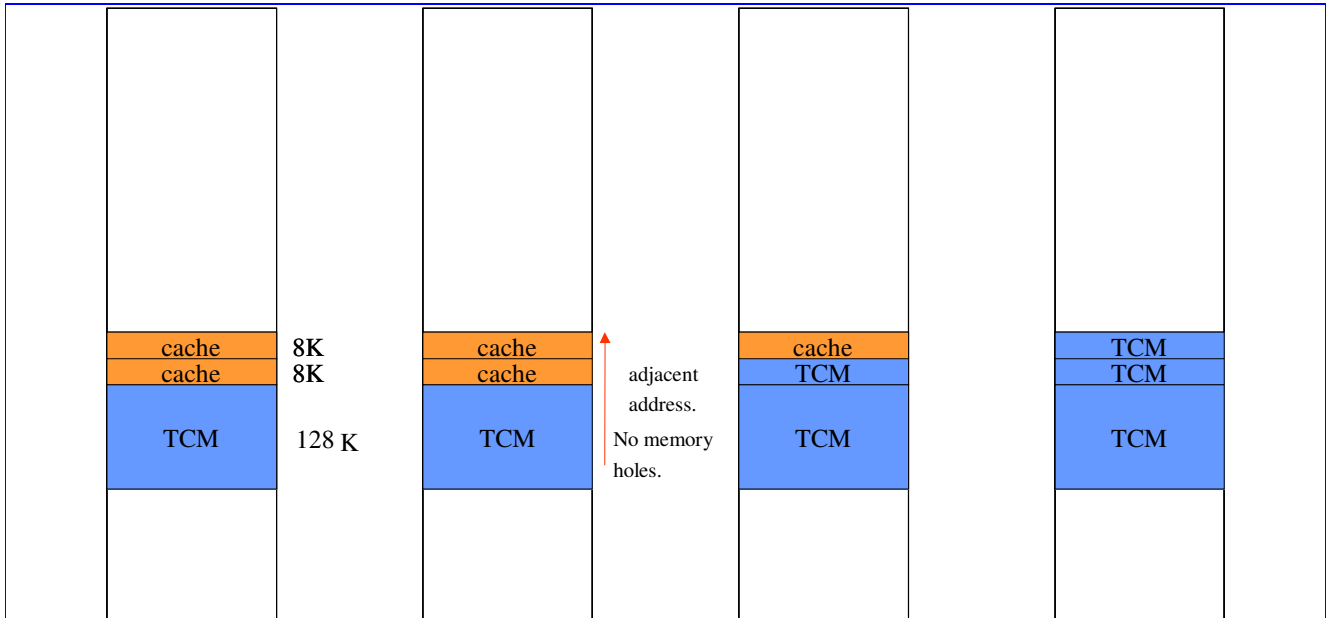 cache 8K cache cache TCM
cache 8K cache TCM TCM
adjacent
address.
TCM 128 K TCM No memory TCM TCM
holes.